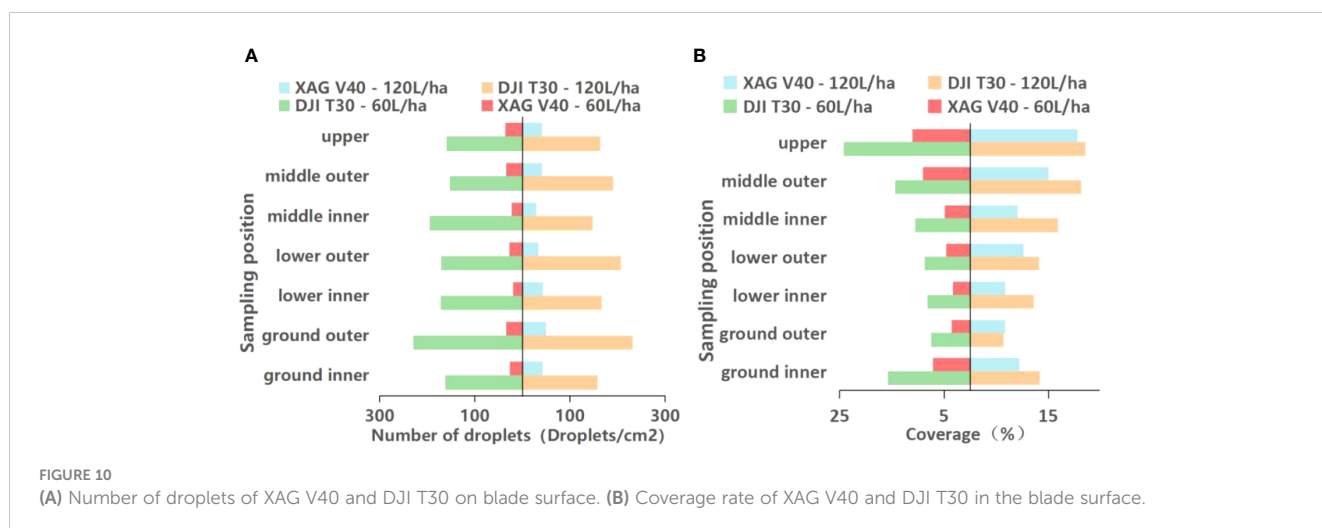 A
XAG V40 - 120L/ha DJI T30 - 120L/ha
DJI T30 - 60L/ha XAG V40 - 60L/ha
Sampling position
upper
middle outer
middle inner
lower outer
lower inner
ground outer
ground inner
300 100 100 300
Number of droplets (Droplets/cm2)
B
XAG V40 - 120L/ha DJI T30 - 120L/ha
DJI T30 - 60L/ha XAG V40 - 60L/ha
Sampling position
upper
middle outer
middle inner
lower outer
lower inner
ground outer
ground inner
25 5 15
Coverage (%)
FIGURE 10
(A) Number of droplets of XAG V40 and DJI T30 on blade surface. (B) Coverage rate of XAG V40 and DJI T30 in the blade surface.